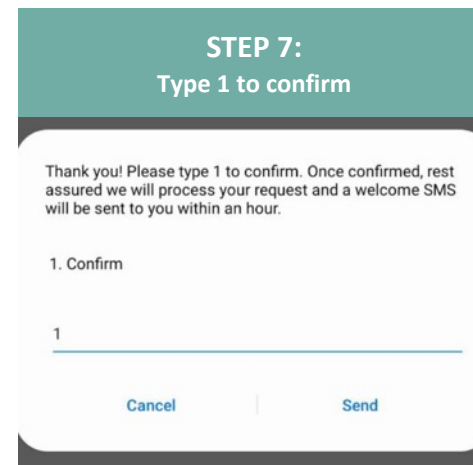 STEP 7:
Type 1 to confirm
Thank you! Please type 1 to confirm. Once confirmed, rest
assured we will process your request and a welcome SMS
will be sent to you within an hour.
1. Confirm
1
Cancel
Send